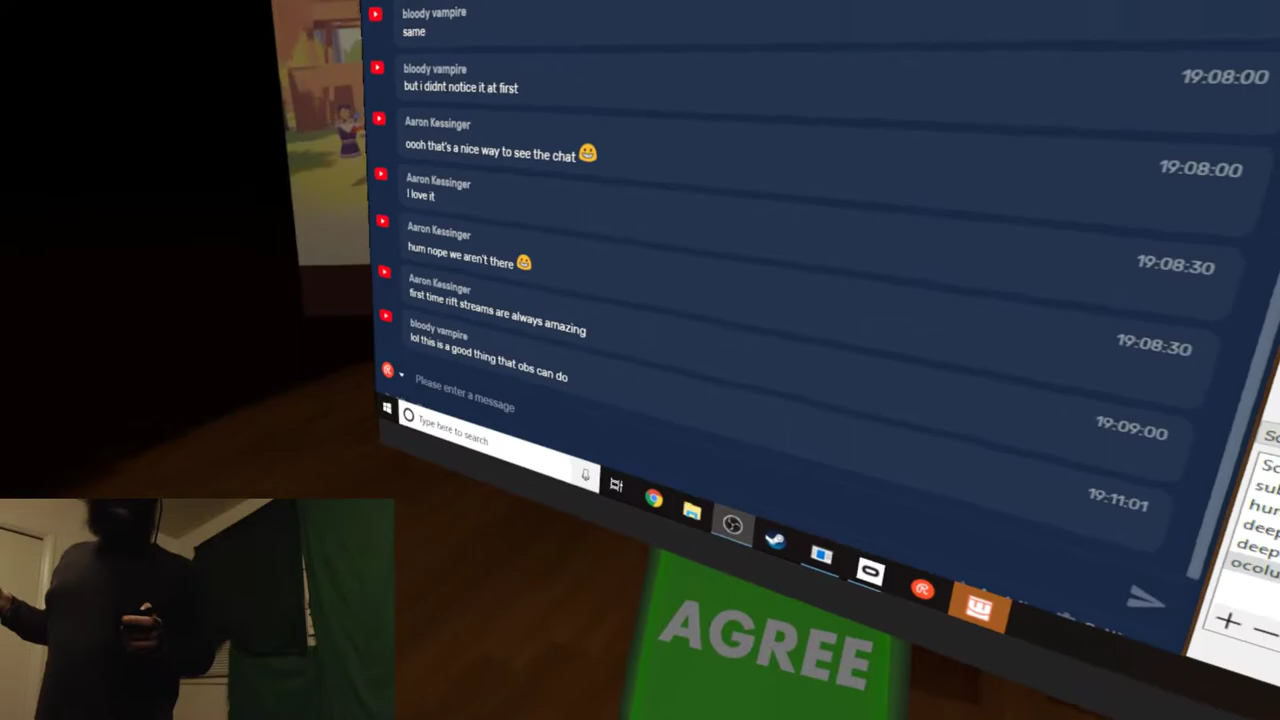 bloody vampire
same
bloody vampire
but i didnt notice it at first
19:08:00
Aaron Kessinger
oooh that's a nice way to see the chat 😀
19:08:00
Aaron Kessinger
I love it
19:08:30
Aaron Kessinger
hum nope we aren't there 😀
19:08:30
Aaron Kessinger
first time rift streams are always amazing
19:09:00
bloody vampire
lol this is a good thing that obs can do
19:11:01
Please enter a message
Type here to search
AGREE